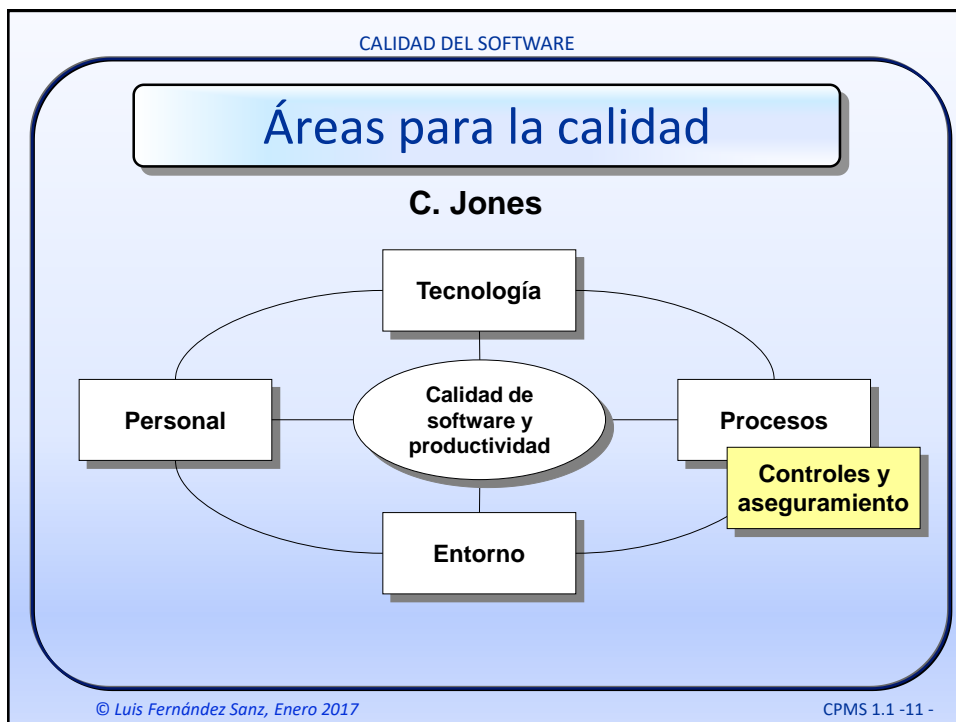 CALIDAD DEL SOFTWARE
Áreas para la calidad
C. Jones
Tecnología
Personal
Calidad de
software y
productividad
Procesos
Controles y
aseguramiento
Entorno
© Luis Fernández Sanz, Enero 2017
CPMS 1.1 -11 -